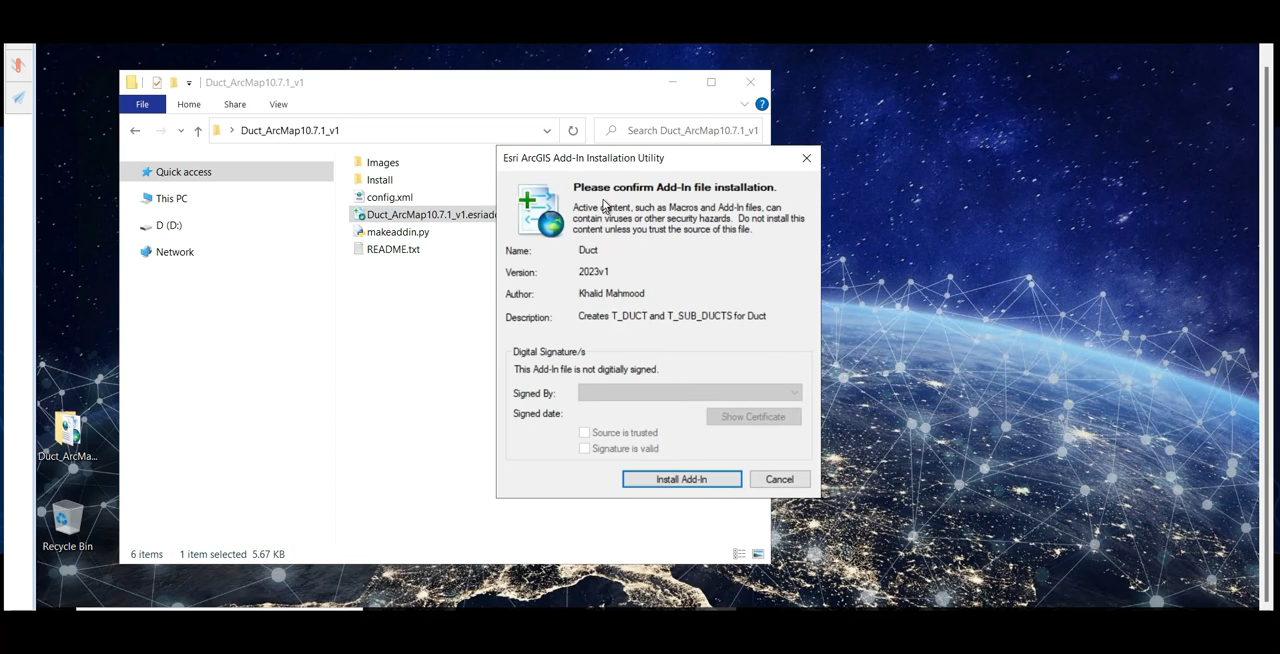 Duct_ArcMap10.7.1_v1
File Home Share View
Duct_ArcMap10.7.1_v1
Search Duct_ArcMap10.7.1_v1
Quick access
This PC
D (D:)
Network
Images
Install
config.xml
Duct_ArcMap10.7.1_v1.esriadd
makeaddin.py
README.txt
Esri ArcGIS Add-In Installation Utility
Please confirm Add-In file installation.
Active content, such as Macros and Add-In files, can
contain viruses or other security hazards. Do not install this
content unless you trust the source of this file.
Name: Duct
Version: 2023v1
Author: Khalid Mahmood
Description: Creates T_DUCT and T_SUB_DUCTS for Duct
Digital Signature/s
This Add-In file is not digitially signed.
Signed By:
Signed date:
Show Certificate
Source is trusted
Signature is valid
Install Add-In Cancel
6 items 1 item selected 5.67 KB
Duct_ArcMa...
Recycle Bin